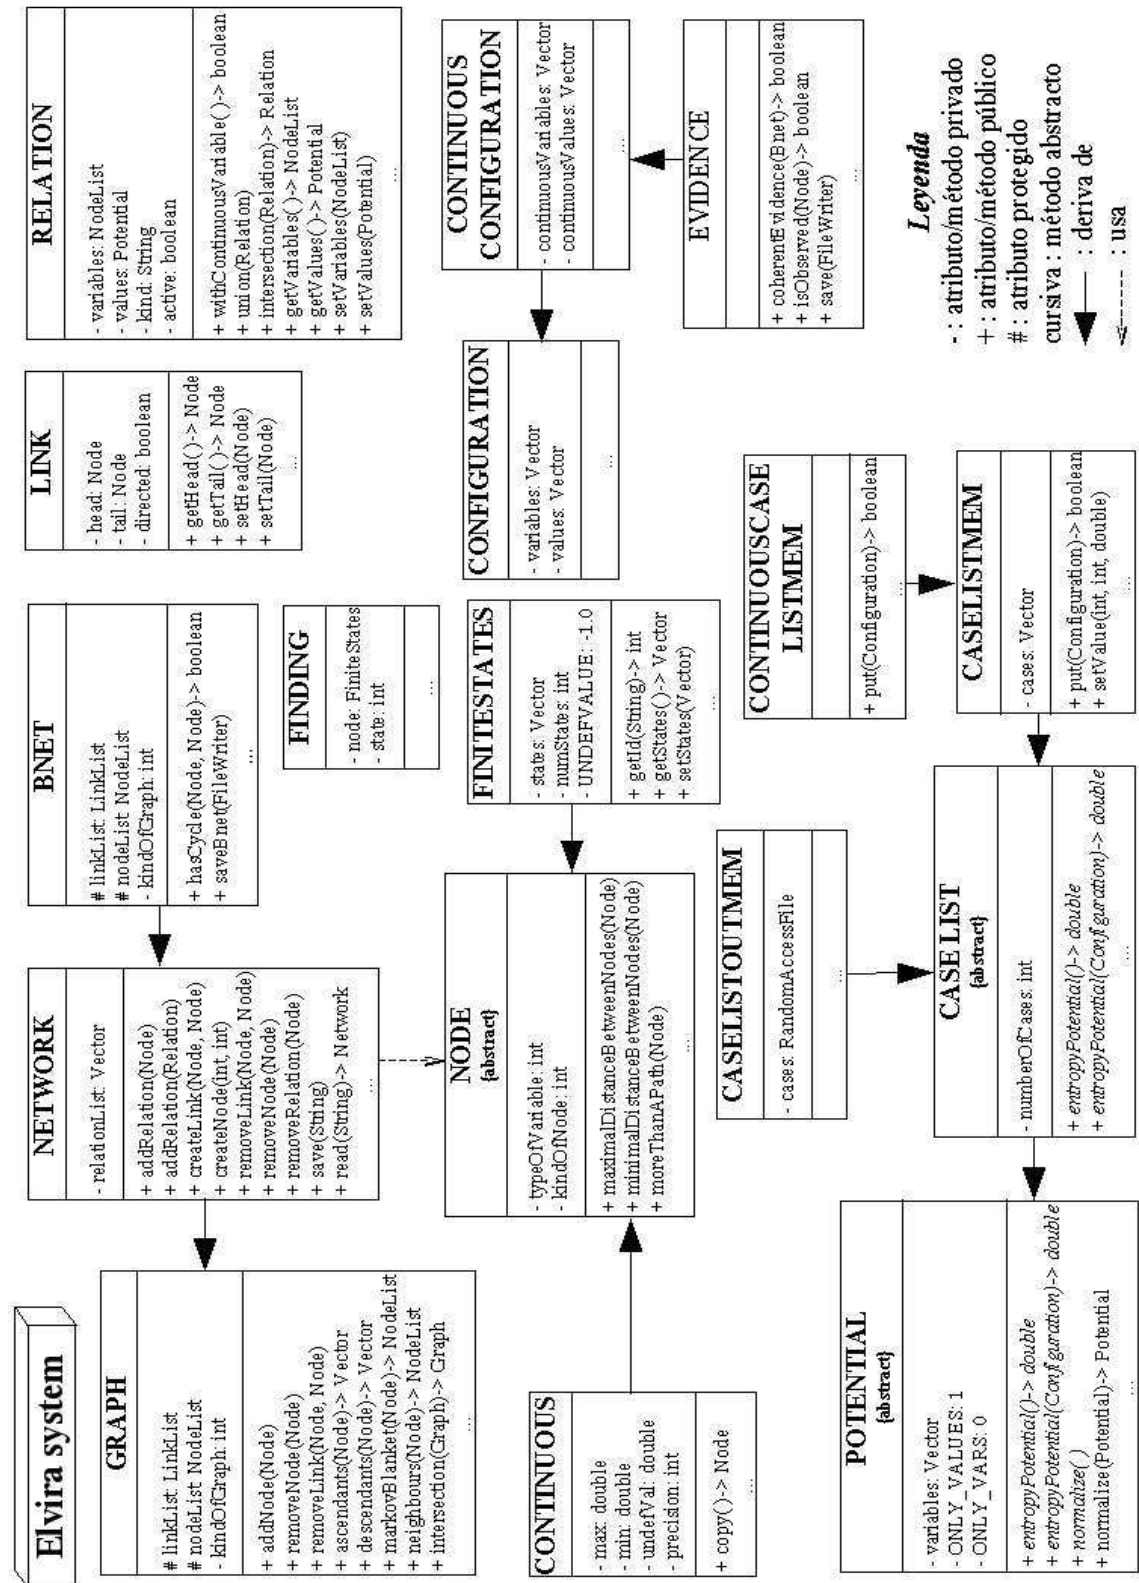 Elvira system
GRAPH
# linkList: LinkList
# nodeList NodeList
- kindOfGraph: int
+ addNode(Node)
+ removeNode(Node)
+ removeLink(Node, Node)
+ ascendants(Node)-> Vector
+ descendants(Node)-> Vector
+ markovBlanket(Node)-> NodeList
+ neighbours(Node)-> NodeList
+ intersection(Graph)-> Graph
...
NETWORK
- relationList: Vector
+ addRelation(Node)
+ addRelation(Relation)
+ createLink(Node, Node)
+ createNode(int, int)
+ removeLink(Node, Node)
+ removeNode(Node)
+ removeRelation(Node)
+ save(String)
+ read(String)-> Network
...
BNET
# linkList: LinkList
# nodeList NodeList
- kindOfGraph: int
+ hasCycle(Node, Node)-> boolean
+ saveBnet(FileWriter)
...
LINK
- head: Node
- tail: Node
- directed: boolean
+ getHead()-> Node
+ getTail()-> Node
+ setHead(Node)
+ setTail(Node)
...
RELATION
- variables: NodeList
- values: Potential
- kind: String
- active: boolean
+ withContinuousVariable()-> boolean
+ union(Relation)
+ intersection(Relation)-> Relation
+ getVariables()-> NodeList
+ getValues()-> Potential
+ setVariables(NodeList)
+ setValues(Potential)
...
FINDING
- node: FiniteStates
- state: int
...
CONTINUOUS
- max: double
- min: double
- undefVal: double
- precision: int
+ copy()-> Node
...
NODE
{abstract}
- typeOfVariable: int
- kindOfNode: int
+ maximalDistanceBetweenNodes(Node)
+ minimalDistanceBetweenNodes(Node)
+ moreThanAPath(Node)
...
FINITESTATES
- states: Vector
- numStates: int
- UNDEFVALUE: -1.0
+ getId(String)-> int
+ getStates()-> Vector
+ setStates(Vector)
...
CONFIGURATION
- variables: Vector
- values: Vector
...
CONTINUOUS
CONFIGURATION
- continuousVariables: Vector
- continuousValues: Vector
...
EVIDENCE
+ coherentEvidence(Bnet)-> boolean
+ isObserved(Node)-> boolean
+ save(FileWriter)
...
POTENTIAL
{abstract}
- variables: Vector
- ONLY_VALUES: 1
- ONLY_VARS: 0
+ entropyPotential()-> double
+ entropyPotential(Configuration)-> double
+ normalize()
+ normalize(Potential)-> Potential
...
CASELISTOUTMEM
- cases: RandomAccessFile
...
CASELIST
{abstract}
- numberOfCases: int
+ entropyPotential()-> double
+ entropyPotential(Configuration)-> double
...
CONTINUOUSCASE
LISTMEM
+ put(Configuration)-> boolean
...
CASELISTMEM
- cases: Vector
+ put(Configuration)-> boolean
+ setValue(int, int, double)
...
Leyenda
- : atributo/método privado
+ : atributo/método público
# : atributo protegido
cursiva : método abstracto
: deriva de
: usa